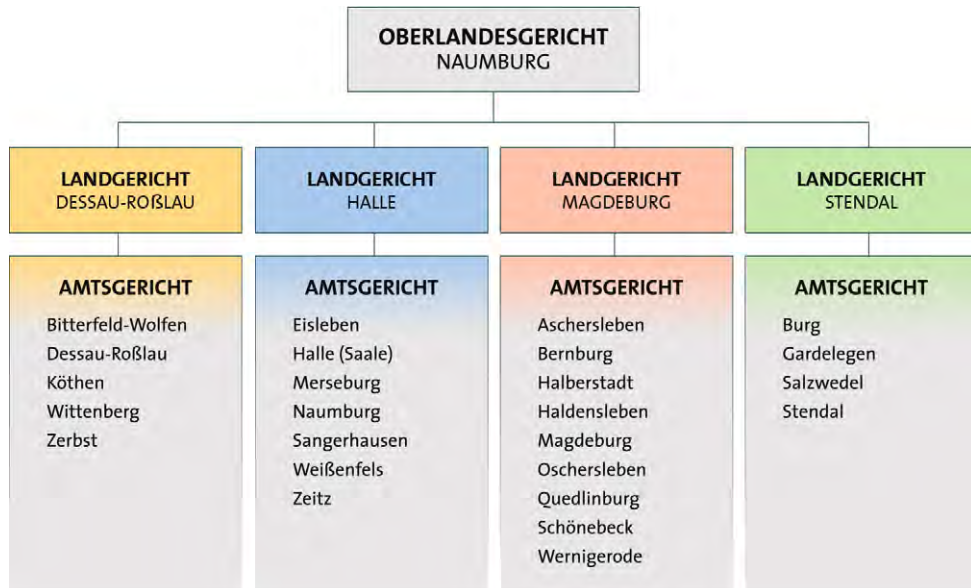 OBERLANDESGERICHT
NAUMBURG
LANDGERICHT
DESSAU-ROẞLAU
LANDGERICHT
HALLE
LANDGERICHT
MAGDEBURG
LANDGERICHT
STENDAL
AMTSGERICHT
Bitterfeld-Wolfen
Dessau-Roßlau
Köthen
Wittenberg
Zerbst
AMTSGERICHT
Eisleben
Halle (Saale)
Merseburg
Naumburg
Sangerhausen
Weißenfels
Zeitz
AMTSGERICHT
Aschersleben
Bernburg
Halberstadt
Haldensleben
Magdeburg
Oschersleben
Quedlinburg
Schönebeck
Wernigerode
AMTSGERICHT
Burg
Gardelegen
Salzwedel
Stendal